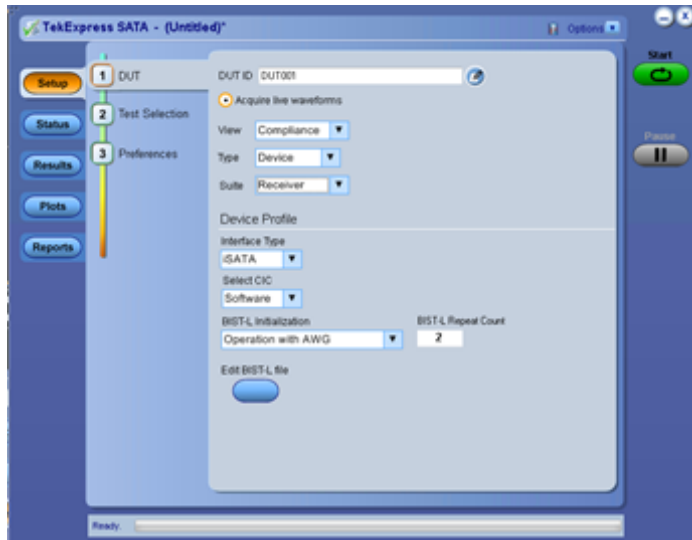 TekExpress SATA - (Untitled)*
Options
Start
Pause
Setup
Status
Results
Plots
Reports
1 DUT
2 Test Selection
3 Preferences
DUT ID DUT001
Acquire live waveforms
View Compliance
Type Device
Suite Receiver
Device Profile
Interface Type
iSATA
Select CIC
Software
BIST-L Initialization
BIST-L Repeat Count
Operation with AWG
2
Edit BIST-L file
Ready.